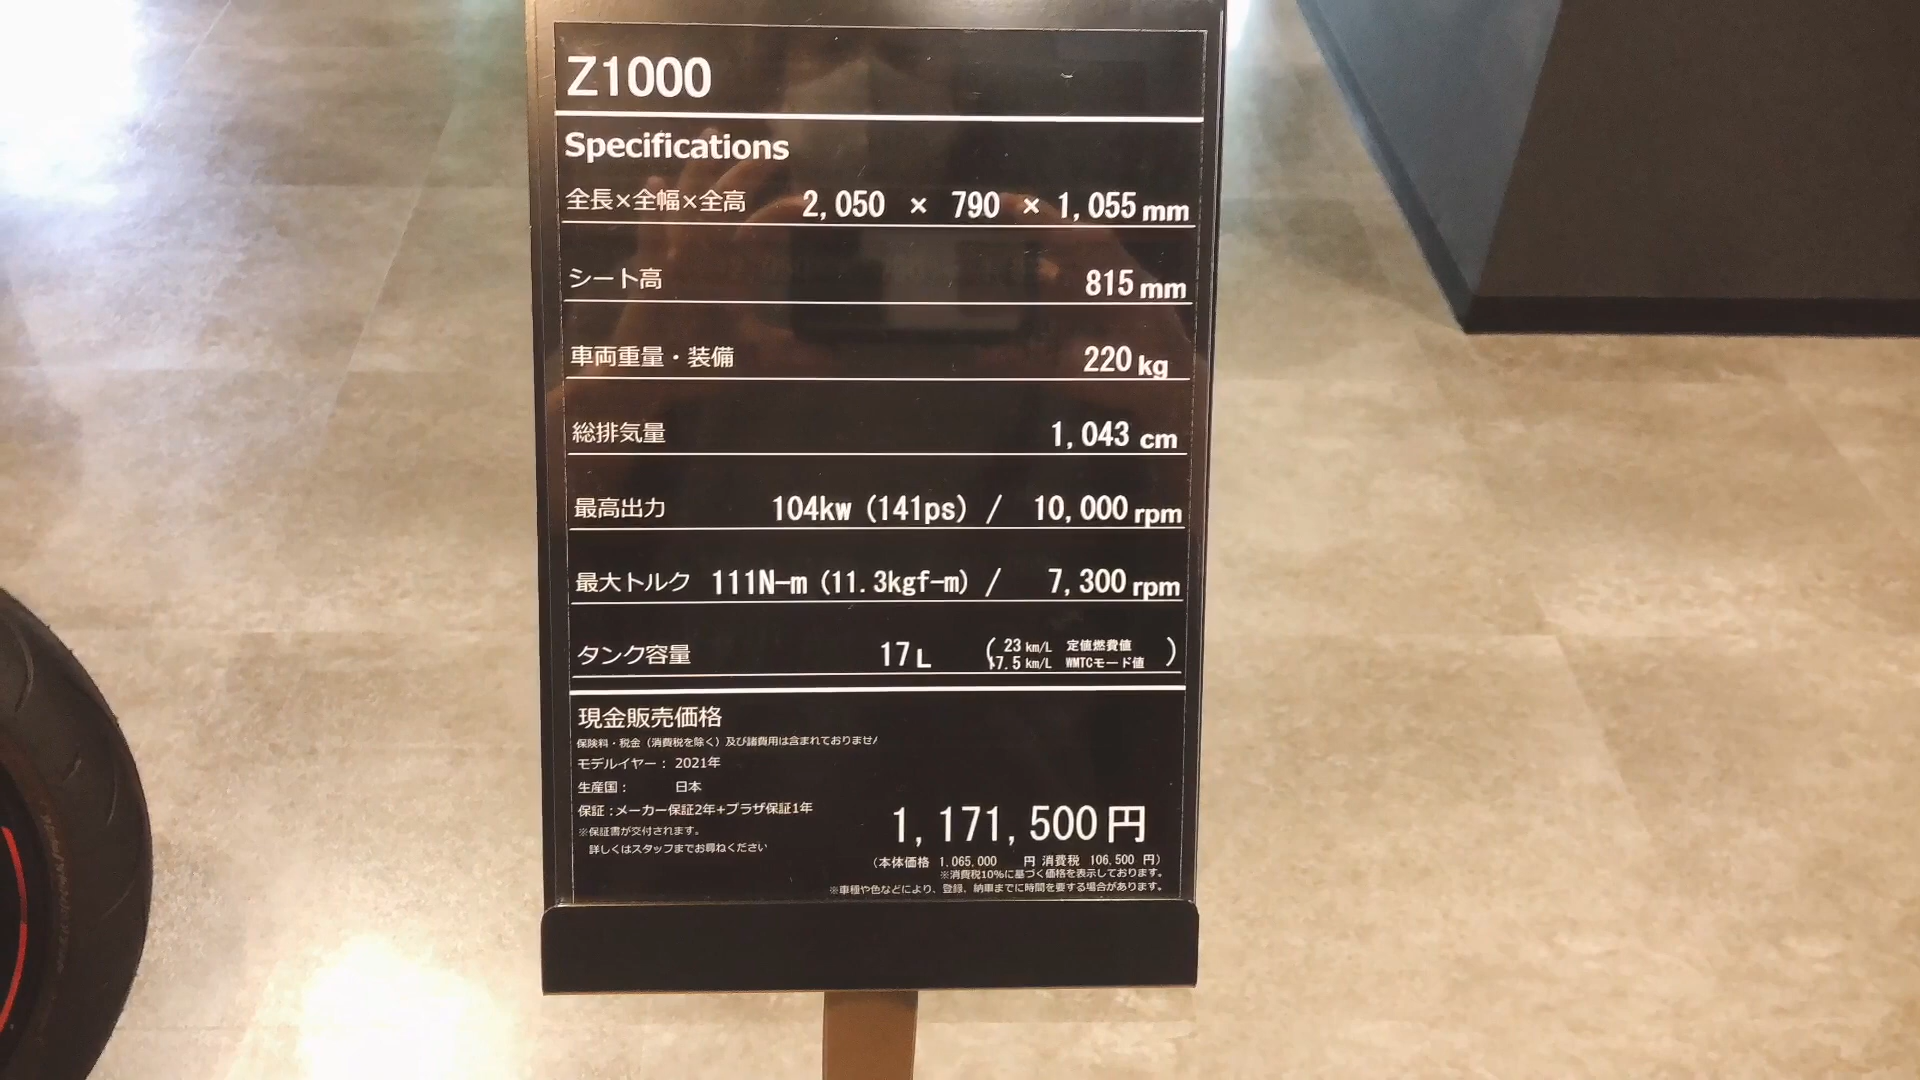 Z1000
Specifications
全長×全幅×全高 2,050 × 790 × 1,055 mm
シート高 815 mm
車両重量・装備 220 kg
総排気量 1,043 cm
最高出力 104kw (141ps) / 10,000 rpm
最大トルク 111N-m (11.3kgf-m) / 7,300 rpm
タンク容量 17 L ( 23 km/L 定値燃費値
7.5 km/L WMTCモード値 )
現金販売価格
保険料・税金（消費税を除く）及び諸費用は含まれておりませ
モデルイヤー： 2021年
生産国： 日本
保証：メーカー保証2年+プラザ保証1年
※保証書が交付されます。
詳しくはスタッフまでお尋ねください
1,171,500円
（本体価格 1,065,000 円 消費税 106,500 円）
※消費税10%に基づく価格を表示しております。
※車種や色などにより、登録、納車までに時間を要する場合があります。